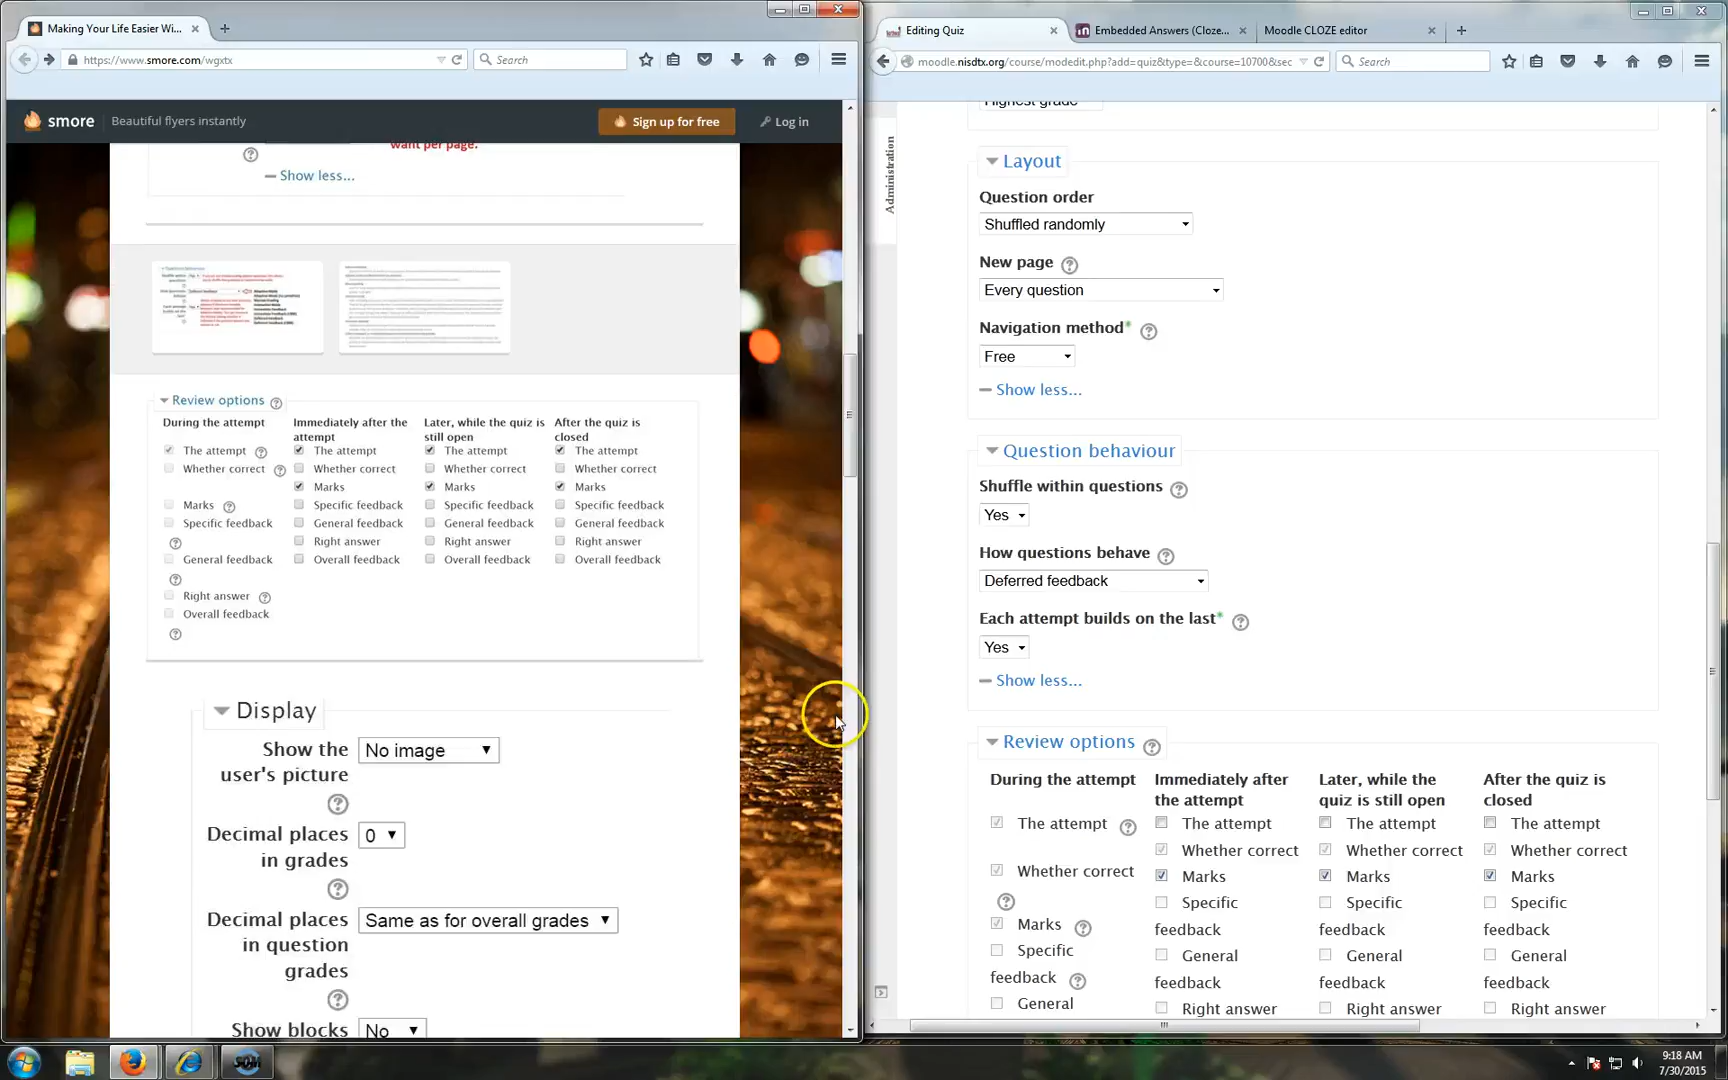 Making Your Life Easier Wi...
https://www.smore.com/wgxtx
Search
smore
Beautiful flyers instantly
Sign up for free
Log in
want per page.
Show less...
Review options
During the attempt
The attempt
Whether correct
Marks
Specific feedback
General feedback
Right answer
Overall feedback
Immediately after the
attempt
The attempt
Whether correct
Marks
Specific feedback
General feedback
Right answer
Overall feedback
Later, while the quiz is
still open
The attempt
Whether correct
Marks
Specific feedback
General feedback
Right answer
Overall feedback
After the quiz is
closed
The attempt
Whether correct
Marks
Specific feedback
General feedback
Right answer
Overall feedback
Display
Show the
user's picture
No image
Decimal places
in grades
0
Decimal places
in question
grades
Same as for overall grades
Show blocks
No
Editing Quiz
Embedded Answers (Cloze...
Moodle CLOZE editor
moodle.nisdtx.org/course/modedit.php?add=quiz&type=&course=10700&sec
Search
Administration
Highest grade
Layout
Question order
Shuffled randomly
New page
Every question
Navigation method*
Free
Show less...
Question behaviour
Shuffle within questions
Yes
How questions behave
Deferred feedback
Each attempt builds on the last*
Yes
Show less...
Review options
During the attempt
The attempt
Whether correct
Marks
Specific
feedback
General
Immediately after
the attempt
The attempt
Whether correct
Marks
Specific
feedback
General
feedback
Right answer
Later, while the
quiz is still open
The attempt
Whether correct
Marks
Specific
feedback
General
feedback
Right answer
After the quiz is
closed
The attempt
Whether correct
Marks
Specific
feedback
General
feedback
Right answer
9:18 AM
7/30/2015